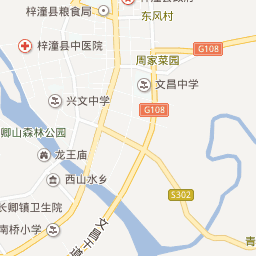 梓潼县粮食局
东风村
梓潼县中医院
G108
周家菜园
文昌中学
兴文中学
G108
卿山森林公园
龙王庙
西山水乡
S302
长卿镇卫生院
南桥小学
青